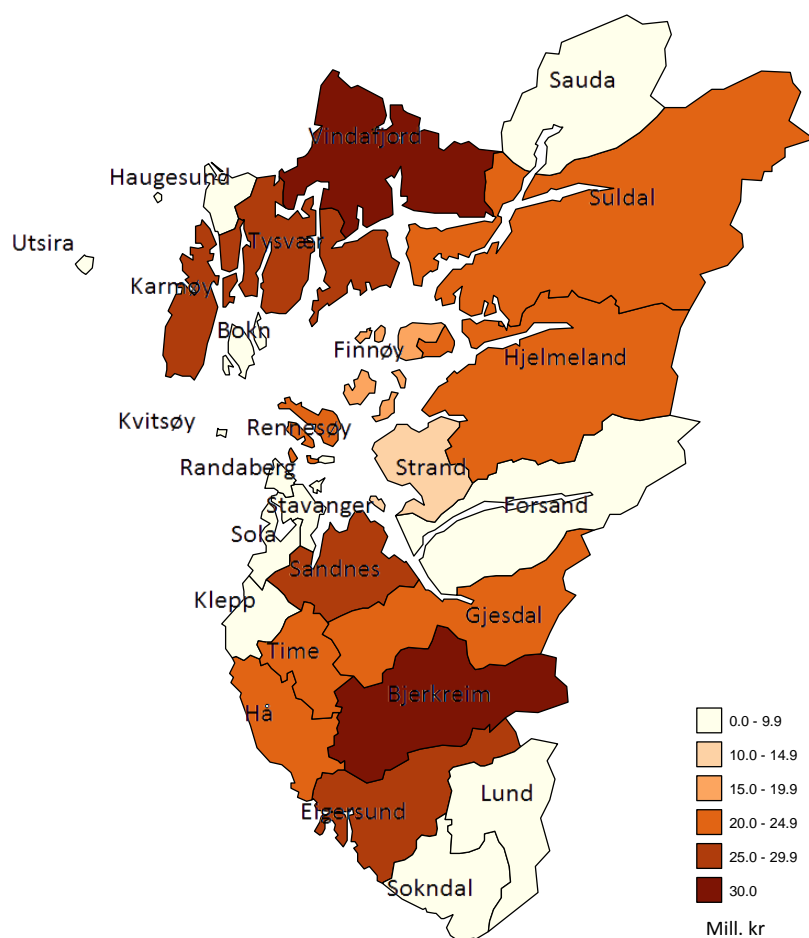 Sauda
Vindafjord
Haugesund
Suldal
Utsira
Tysvær
Karmøy
Bokn
Finnøy
Hjelmeland
Kvitsøy
Rennesøy
Randaberg
Strand
Stavanger
Forsand
Sola
Sandnes
Klepp
Gjesdal
Time
Bjerkreim
Hå
Lund
Eigersund
Sokndal
0.0 - 9.9
10.0 - 14.9
15.0 - 19.9
20.0 - 24.9
25.0 - 29.9
30.0
Mill. kr